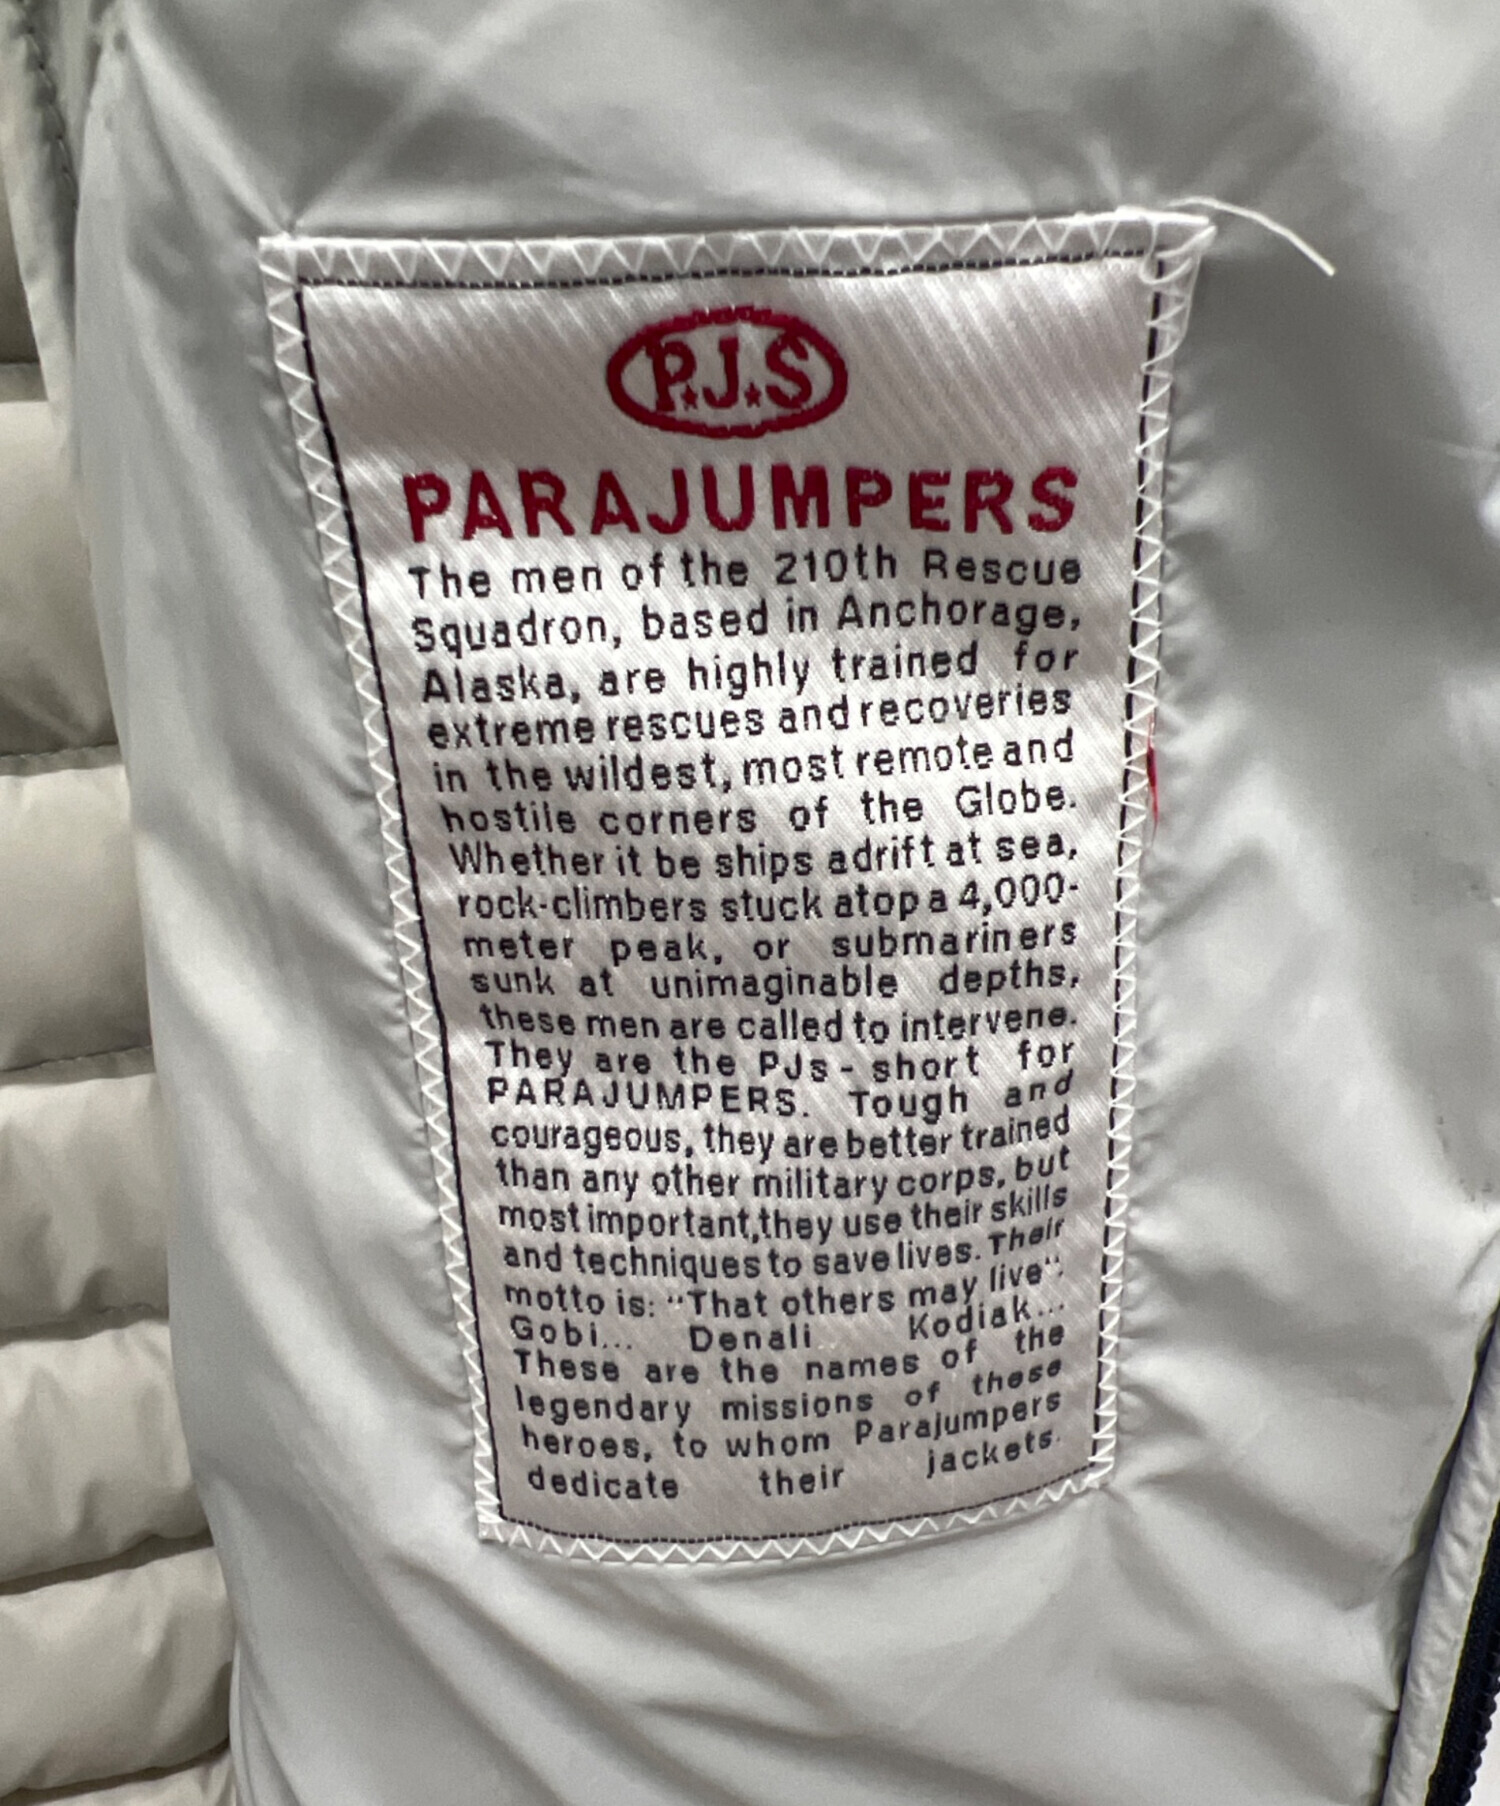 P.J.S
PARAJUMPERS
The men of the 210th Rescue
Squadron, based in Anchorage,
Alaska, are highly trained for
extreme rescues and recoveries
in the wildest, most remote and
hostile corners of the Globe.
Whether it be ships adrift at sea,
rock-climbers stuck atop a 4,000-
meter peak, or submariners
sunk at unimaginable depths,
these men are called to intervene.
They are the PJs - short for
PARAJUMPERS. Tough and
courageous, they are better trained
than any other military corps, but
most important,they use their skills
and techniques to save lives. Their
motto is: "That others may live".
Gobi... Denali... Kodiak...
These are the names of the
legendary missions of these
heroes, to whom Parajumpers
dedicate their jackets.